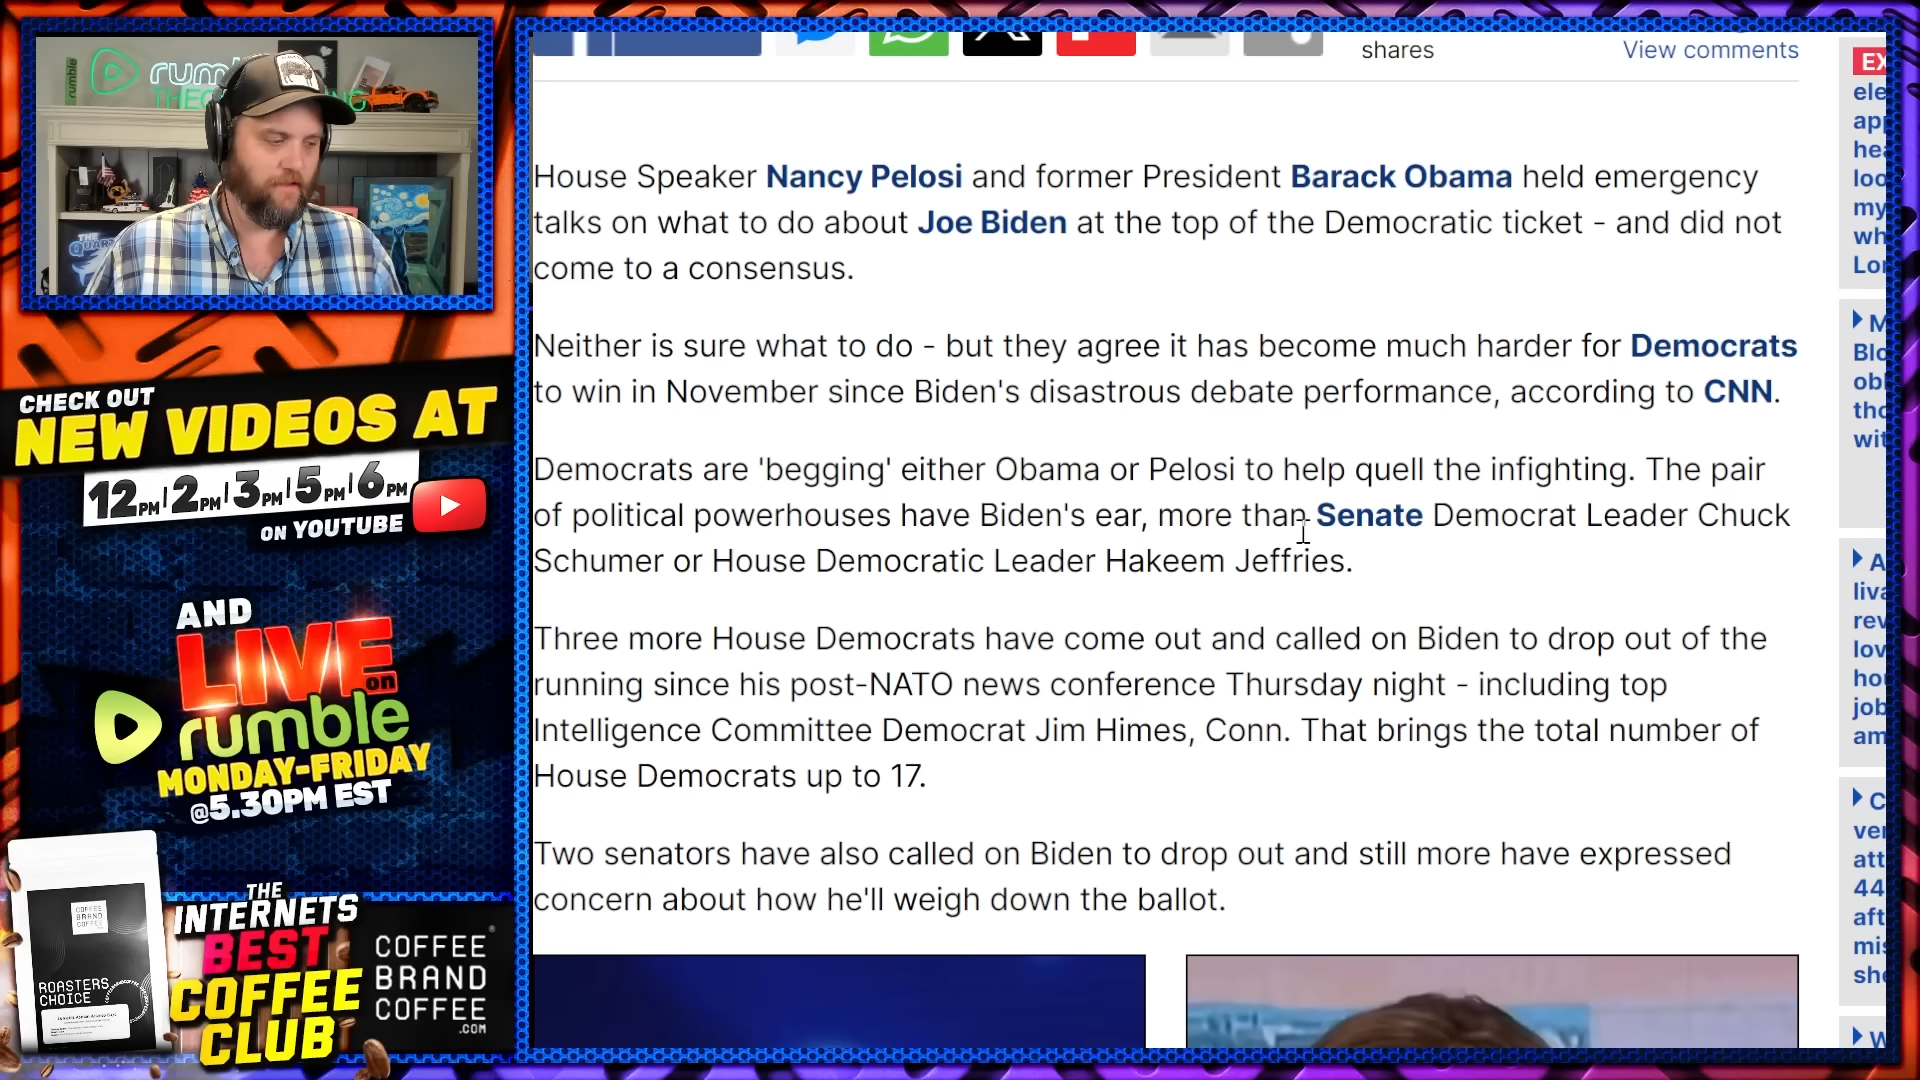 rumble
CHECK OUT
NEW VIDEOS AT
12PM | 2PM | 3PM | 5PM | 6PM
ON YOUTUBE
AND
LIVE
on
rumble
MONDAY-FRIDAY
@5.30PM EST
THE
INTERNETS
BEST
COFFEE
CLUB
COFFEE
BRAND
COFFEE
ROASTERS
CHOICE
COFFEE
BRAND
COFFEE
.COM
shares
View comments
House Speaker Nancy Pelosi and former President Barack Obama held emergency
talks on what to do about Joe Biden at the top of the Democratic ticket - and did not
come to a consensus.
Neither is sure what to do - but they agree it has become much harder for Democrats
to win in November since Biden's disastrous debate performance, according to CNN.
Democrats are 'begging' either Obama or Pelosi to help quell the infighting. The pair
of political powerhouses have Biden's ear, more than Senate Democrat Leader Chuck
Schumer or House Democratic Leader Hakeem Jeffries.
Three more House Democrats have come out and called on Biden to drop out of the
running since his post-NATO news conference Thursday night - including top
Intelligence Committee Democrat Jim Himes, Conn. That brings the total number of
House Democrats up to 17.
Two senators have also called on Biden to drop out and still more have expressed
concern about how he'll weigh down the ballot.